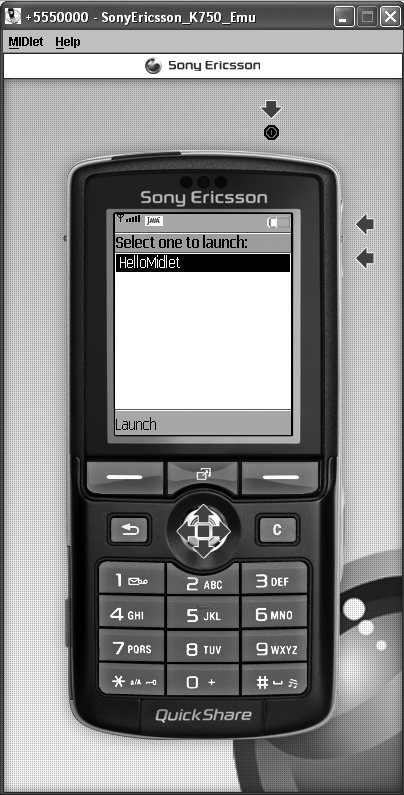 +5550000 - SonyEricsson_K750_Emu
MIDlet Help
Sony Ericsson
Sony Ericsson
JAVA
Select one to launch:
HelloMidlet
Launch
C
1 2 ABC 3 DEF
4 GHI 5 JKL 6 MNO
7 PQRS 8 TUV 9 WXYZ
* a/A 0 + #
QuickShare